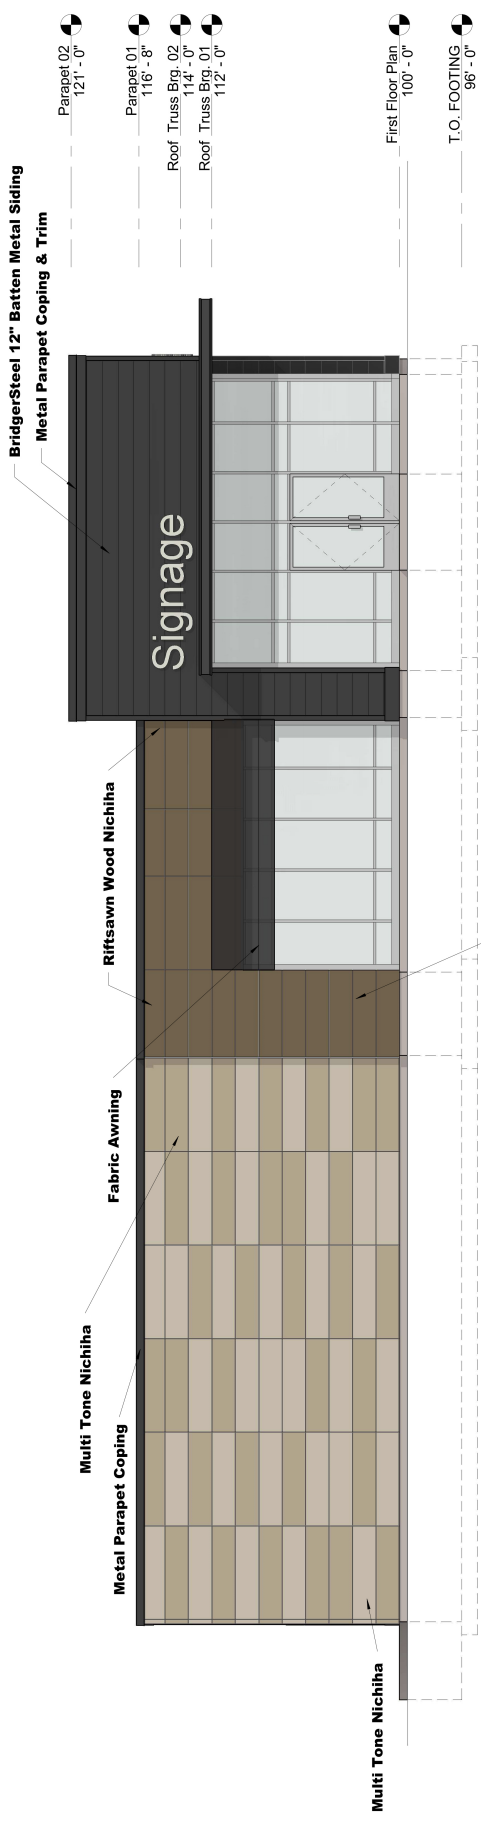 Parapet 02
121' - 0"
Parapet 01
116' - 8"
Roof Truss Brg. 02
114' - 0"
Roof Truss Brg. 01
112' - 0"
First Floor Plan
100' - 0"
T.O. FOOTING
96' - 0"
BridgerSteel 12" Batten Metal Siding
Metal Parapet Coping & Trim
Signage
Riftsawn Wood Nichiha
Fabric Awning
Multi Tone Nichiha
Metal Parapet Coping
Multi Tone Nichiha